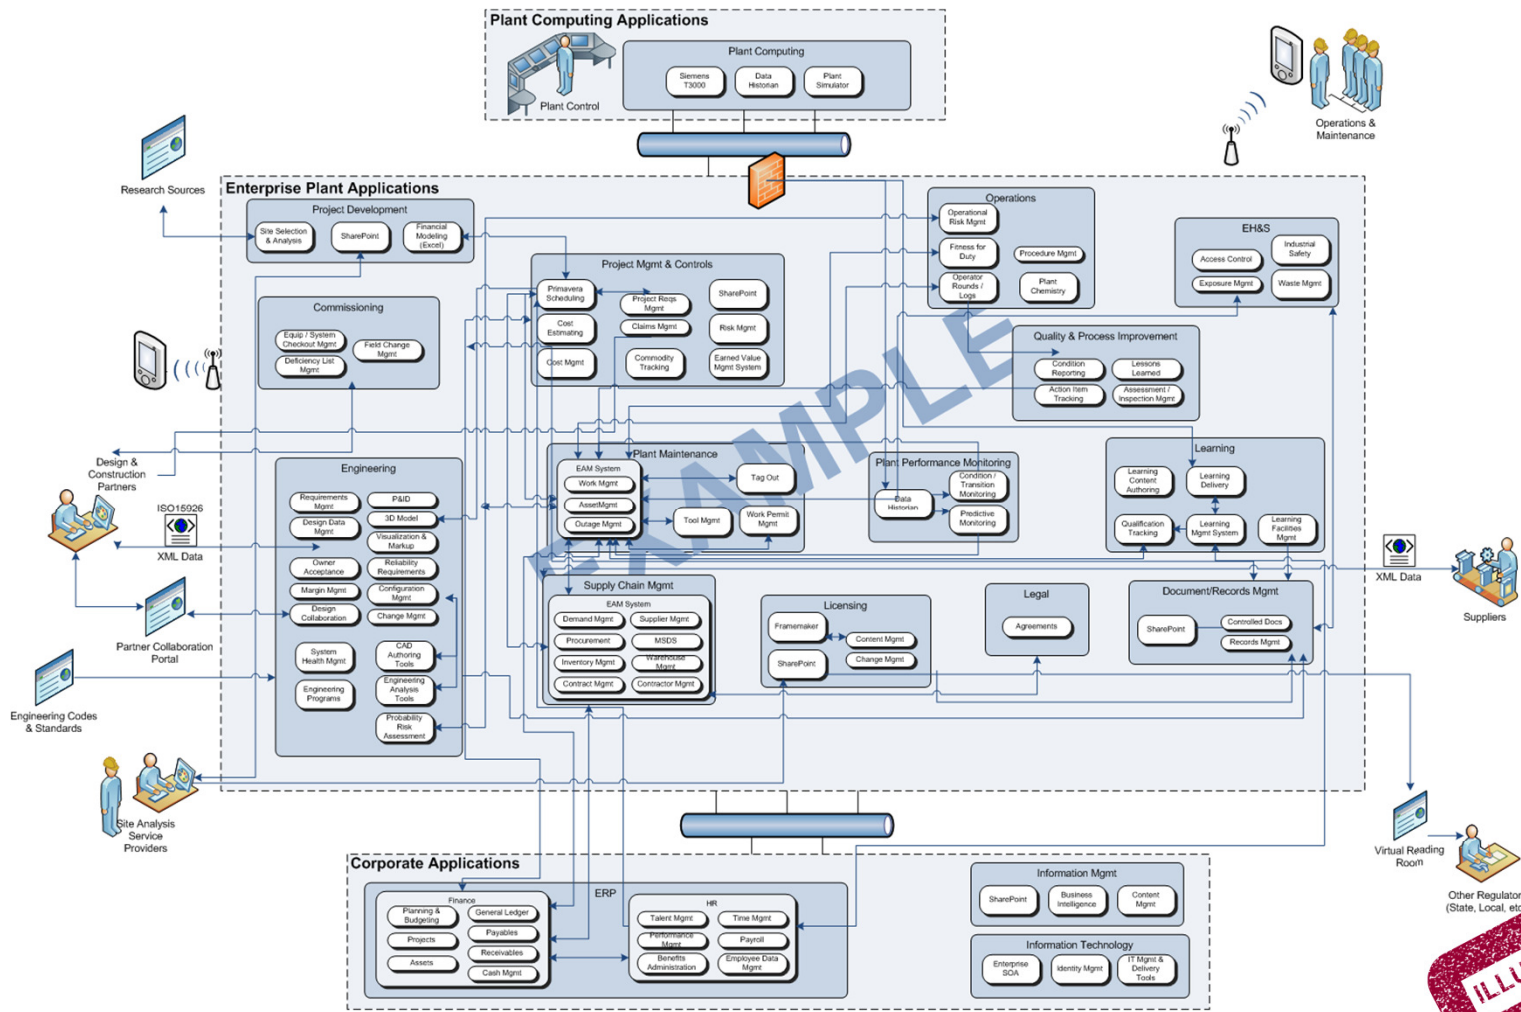 Plant Computing Applications
Plant Control
Plant Computing
Siemens
T3000
Data
Historian
Plant
Simulator
Operations &
Maintenance
Research Sources
Enterprise Plant Applications
Project Development
Site Selection
& Analysis
SharePoint
Financial
Modeling
(Excel)
Commissioning
Equip / System
Checkout Mgmt
Deficiency List
Mgmt
Field Change
Mgmt
Project Mgmt & Controls
Primavera
Scheduling
Project Reqs
Mgmt
SharePoint
Cost
Estimating
Claims Mgmt
Risk Mgmt
Cost Mgmt
Commodity
Tracking
Earned Value
Mgmt System
Operations
Operational
Risk Mgmt
Fitness for
Duty
Procedure Mgmt
Operator
Rounds /
Logs
Plant
Chemistry
EH&S
Access Control
Industrial
Safety
Exposure Mgmt
Waste Mgmt
Quality & Process Improvement
Condition
Reporting
Lessons
Learned
Action Item
Tracking
Assessment /
Inspection Mgmt
EXAMPLE
Design &
Construction
Partners
ISO15926
XML Data
Partner Collaboration
Portal
Engineering Codes
& Standards
Site Analysis
Service
Providers
Engineering
Requirements
Mgmt
P&ID
Design Data
Mgmt
3D Model
Visualization &
Markup
Owner
Acceptance
Reliability
Requirements
Margin Mgmt
Configuration
Mgmt
Design
Collaboration
Change Mgmt
System
Health Mgmt
CAD
Authoring
Tools
Engineering
Programs
Engineering
Analysis
Tools
Probability
Risk
Assessment
Plant Maintenance
EAM System
Work Mgmt
AssetMgmt
Outage Mgmt
Tag Out
Tool Mgmt
Work Permit
Mgmt
Plant Performance Monitoring
Data
Historian
Condition /
Transition
Monitoring
Predictive
Monitoring
Learning
Learning
Content
Authoring
Learning
Delivery
Qualification
Tracking
Learning
Mgmt System
Learning
Facilities
Mgmt
XML Data
Suppliers
Supply Chain Mgmt
EAM System
Demand Mgmt
Supplier Mgmt
Procurement
MSDS
Inventory Mgmt
Warehouse
Mgmt
Contract Mgmt
Contractor Mgmt
Licensing
Framemaker
Content Mgmt
SharePoint
Change Mgmt
Legal
Agreements
Document/Records Mgmt
SharePoint
Controlled Docs
Records Mgmt
Virtual Reading
Room
Other Regulator
(State, Local, etc
Corporate Applications
ERP
Finance
Planning &
Budgeting
General Ledger
Projects
Payables
Receivables
Assets
Cash Mgmt
HR
Talent Mgmt
Time Mgmt
Performance
Mgmt
Payroll
Benefits
Administration
Employee Data
Mgmt
Information Mgmt
SharePoint
Business
Intelligence
Content
Mgmt
Information Technology
Enterprise
SOA
Identity Mgmt
IT Mgmt &
Delivery
Tools
ILLU